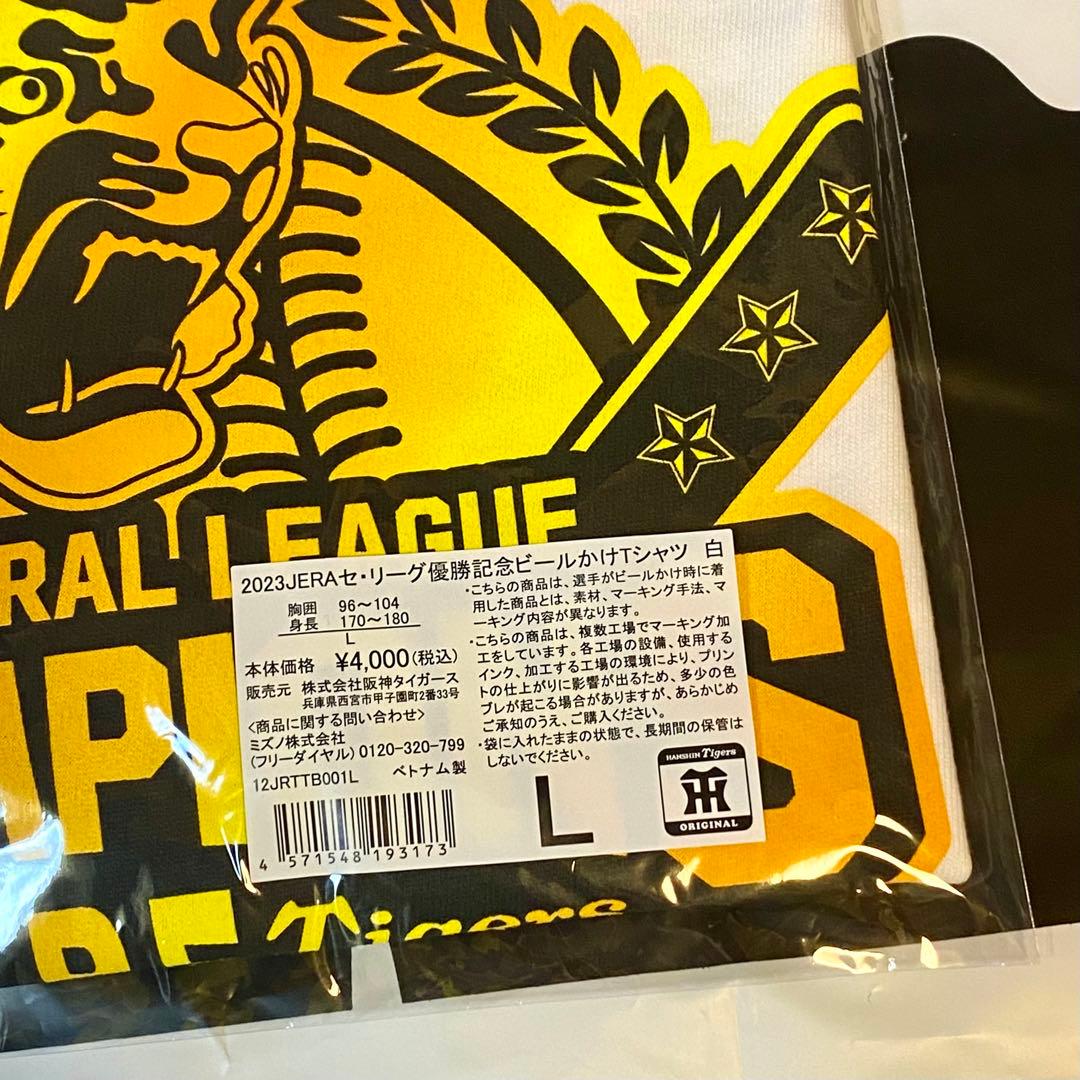 RAL LEAGUE
2023JERAセ・リーグ優勝記念ビールかけTシャツ 白
胸囲 96～104
身長 170～180
L
本体価格 ¥4,000(税込)
販売元 株式会社阪神タイガース
兵庫県西宮市甲子園町2番33号
<商品に関する問い合わせ>
ミズノ株式会社
(フリーダイヤル) 0120-320-799
12JRTTB001L ベトナム製
4 571548 193173
・こちらの商品は、選手がビールかけ時に着
用した商品とは、素材、マーキング手法、マ
ーキング内容が異なります。
・こちらの商品は、複数工場でマーキング加
工をしています。各工場の設備、使用する
インク、加工する工場の環境により、プリン
トの仕上がりに影響が出るため、多少の色
ブレが起こる場合がありますが、あらかじめ
ご承知のうえ、ご購入ください。
・袋に入れたままの状態で、長期間の保管は
しないでください。
L
HANSHIN Tigers
ORIGINAL
S
Tigers